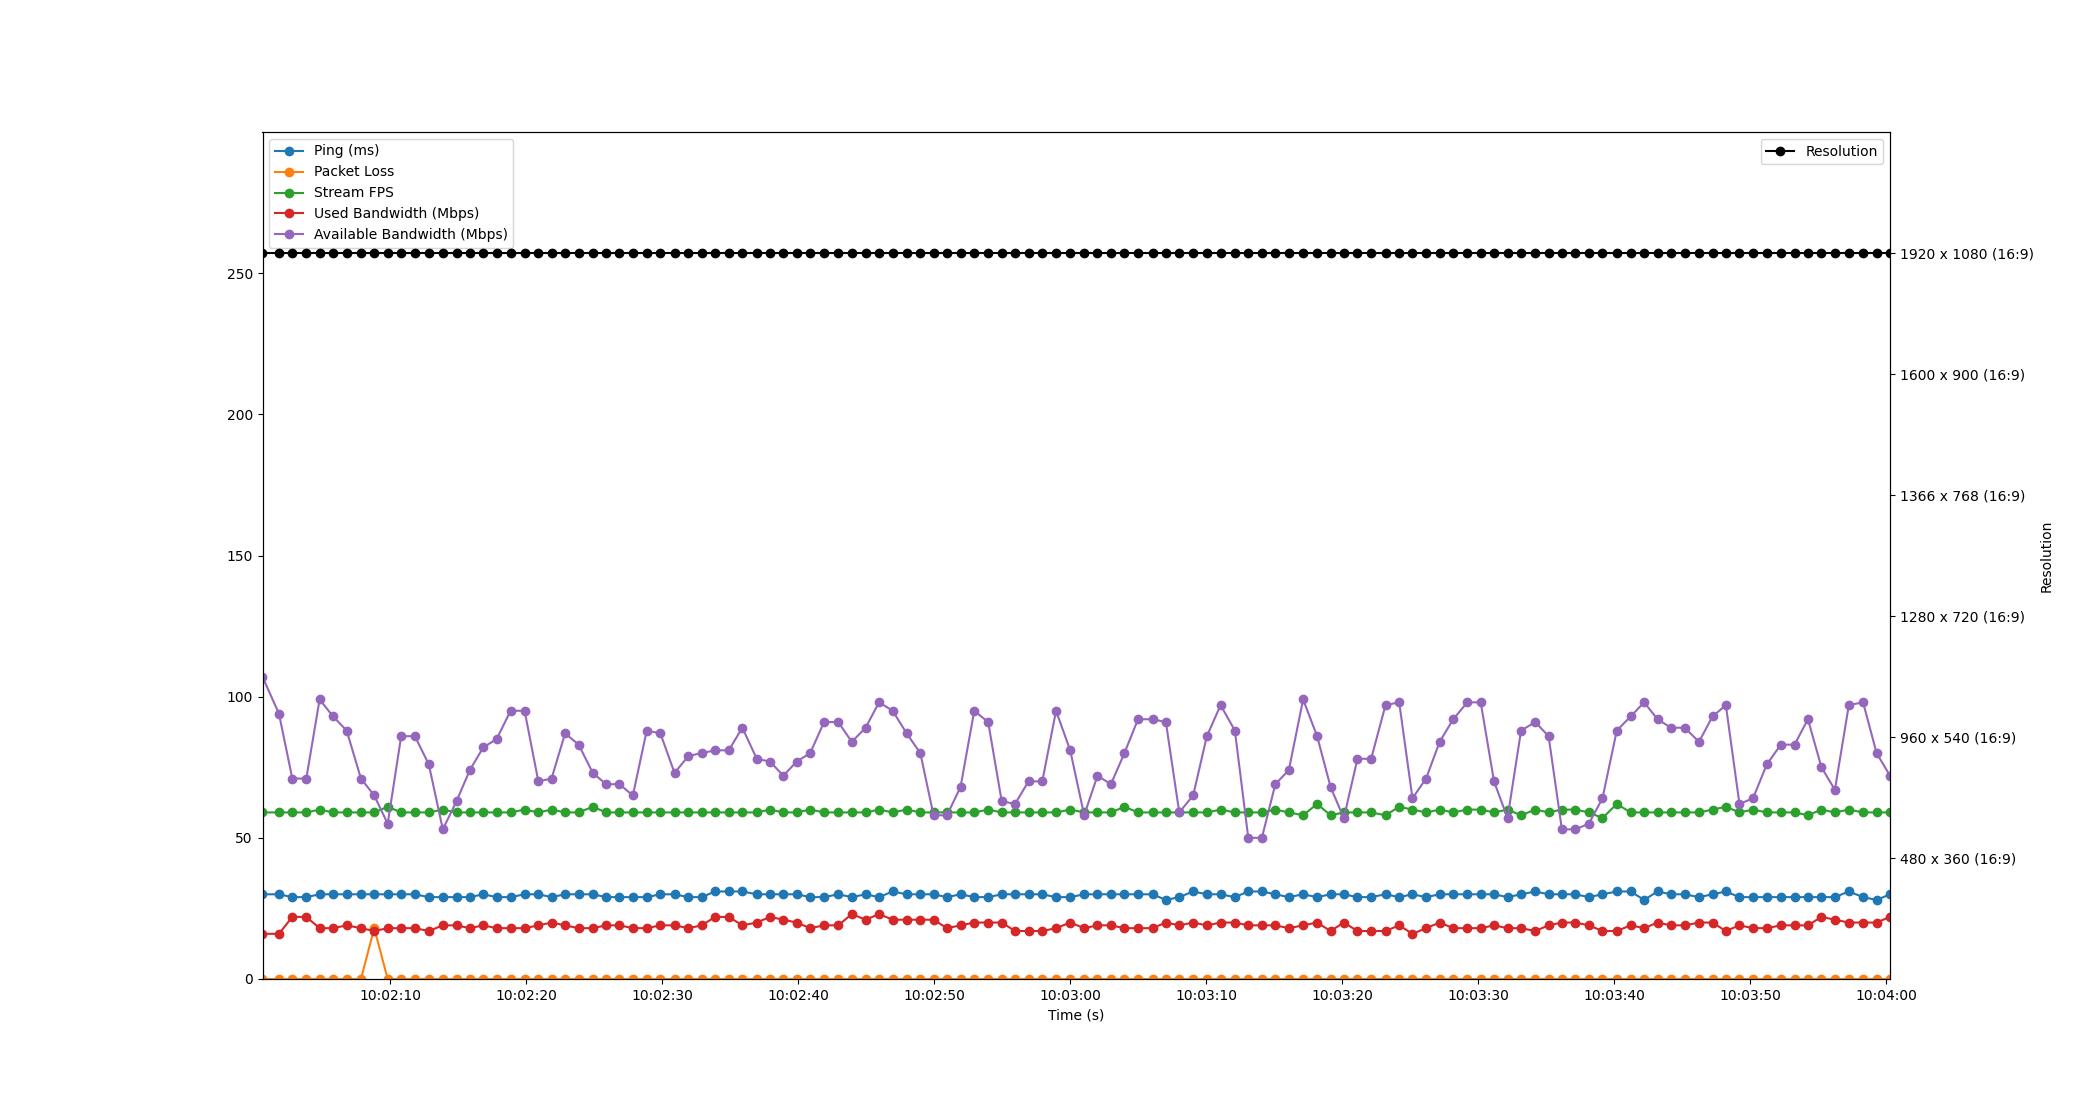 Ping (ms)
Packet Loss
Stream FPS
Used Bandwidth (Mbps)
Available Bandwidth (Mbps)
Resolution
250
200
150
100
50
0
1920 x 1080 (16:9)
1600 x 900 (16:9)
1366 x 768 (16:9)
1280 x 720 (16:9)
960 x 540 (16:9)
480 x 360 (16:9)
Resolution
10:02:10 10:02:20 10:02:30 10:02:40 10:02:50 10:03:00 10:03:10 10:03:20 10:03:30 10:03:40 10:03:50 10:04:00
Time (s)